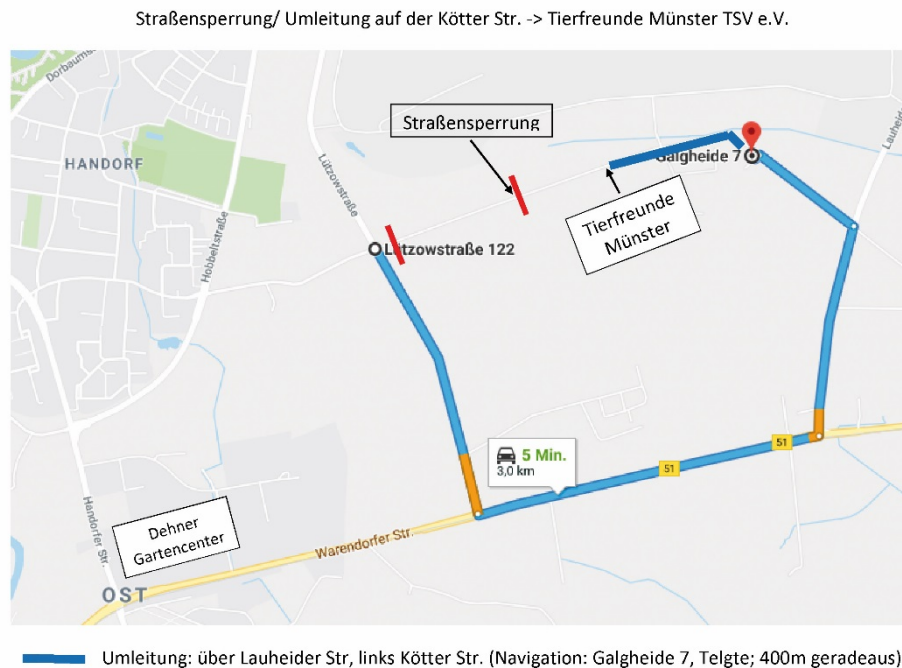 Straßensperrung/ Umleitung auf der Kötter Str. -> Tierfreunde Münster TSV e.V.
Dorbaumst
Straßensperrung
Lauheid
HANDORF
Lützowstraße
Galgheide 7
Tierfreunde
Münster
Hobbeltstraße
Lützowstraße 122
5 Min.
3,0 km
51
51
Handorfer Str.
Dehner
Gartencenter
Warendorfer Str.
OST
Umleitung: über Lauheider Str, links Kötter Str. (Navigation: Galgheide 7, Telgte; 400m geradeaus)